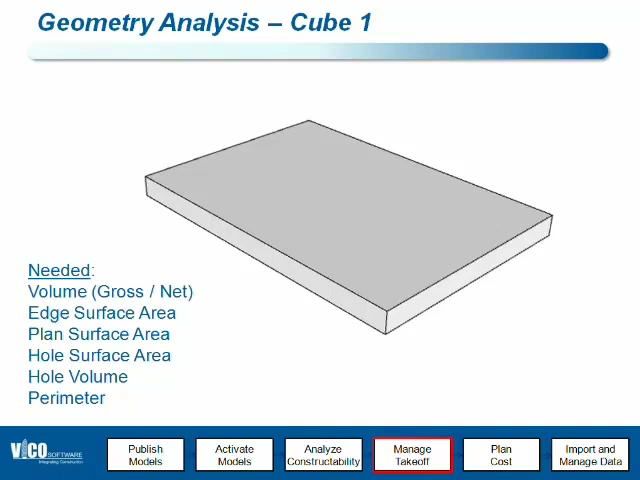 Geometry Analysis – Cube 1
Needed:
Volume (Gross / Net)
Edge Surface Area
Plan Surface Area
Hole Surface Area
Hole Volume
Perimeter
VICO SOFTWARE
Integrating Construction
Publish
Models
Activate
Models
Analyze
Constructability
Manage
Takeoff
Plan
Cost
Import and
Manage Data